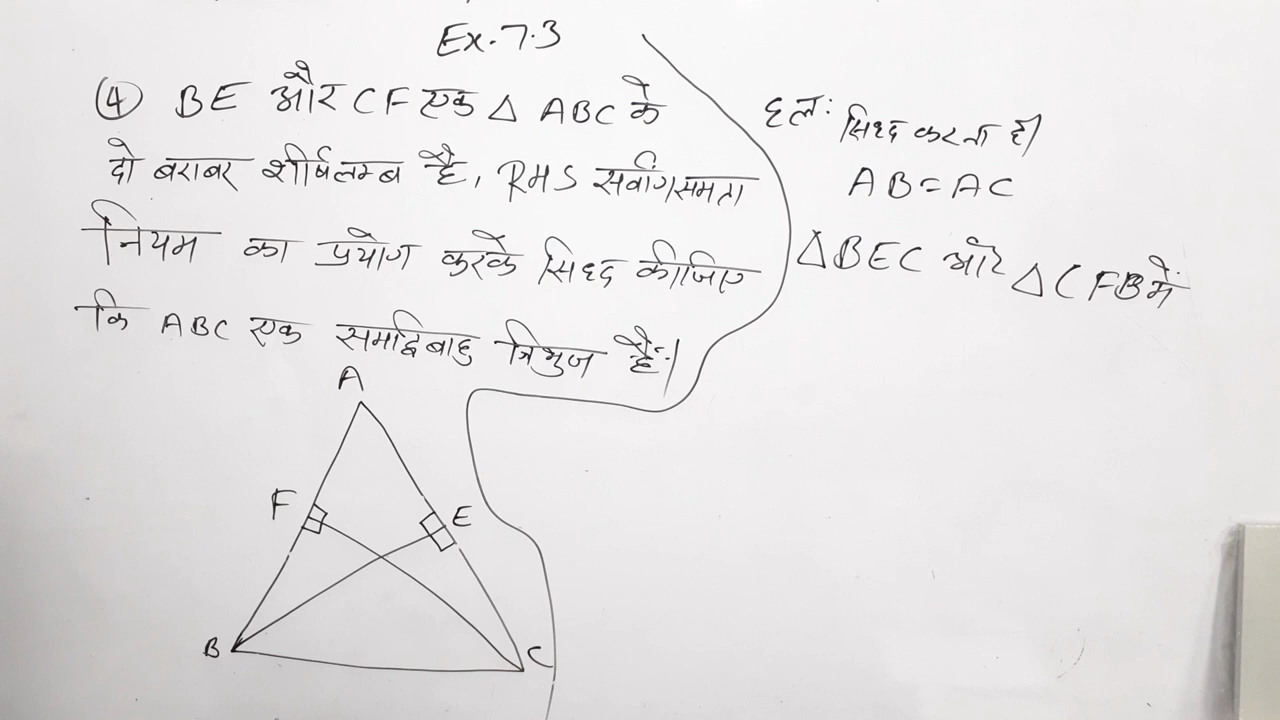 Ex. 7.3
④ BE और CF एक △ ABC के
दो बराबर शीर्षलम्ब है, RHS सर्वांगसमता
नियम का प्रयोग करके सिध्द कीजिए
कि ABC एक समद्विबाहु त्रिभुज हैं।
A
F
E
B
C
हल: सिध्द करना है।
AB = AC
△BEC और △CFB में